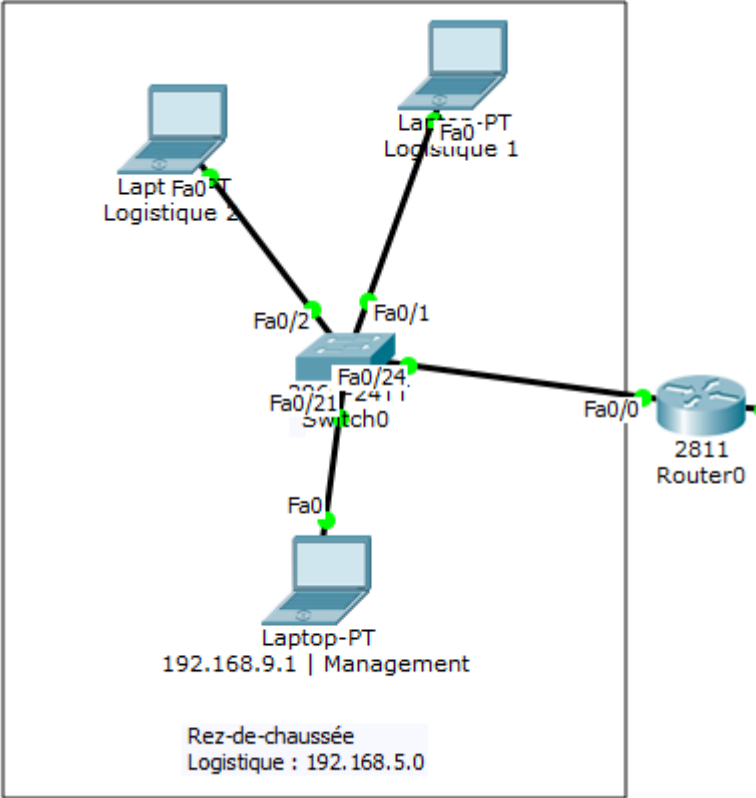 Fa0
Logistique 1
Fa0
Logistique 2
Fa0/2
Fa0/1
Fa0/24
Fa0/21
Switch0
Fa0/0
2811
Router0
Fa0
Laptop-PT
192.168.9.1 | Management
Rez-de-chaussée
Logistique : 192.168.5.0